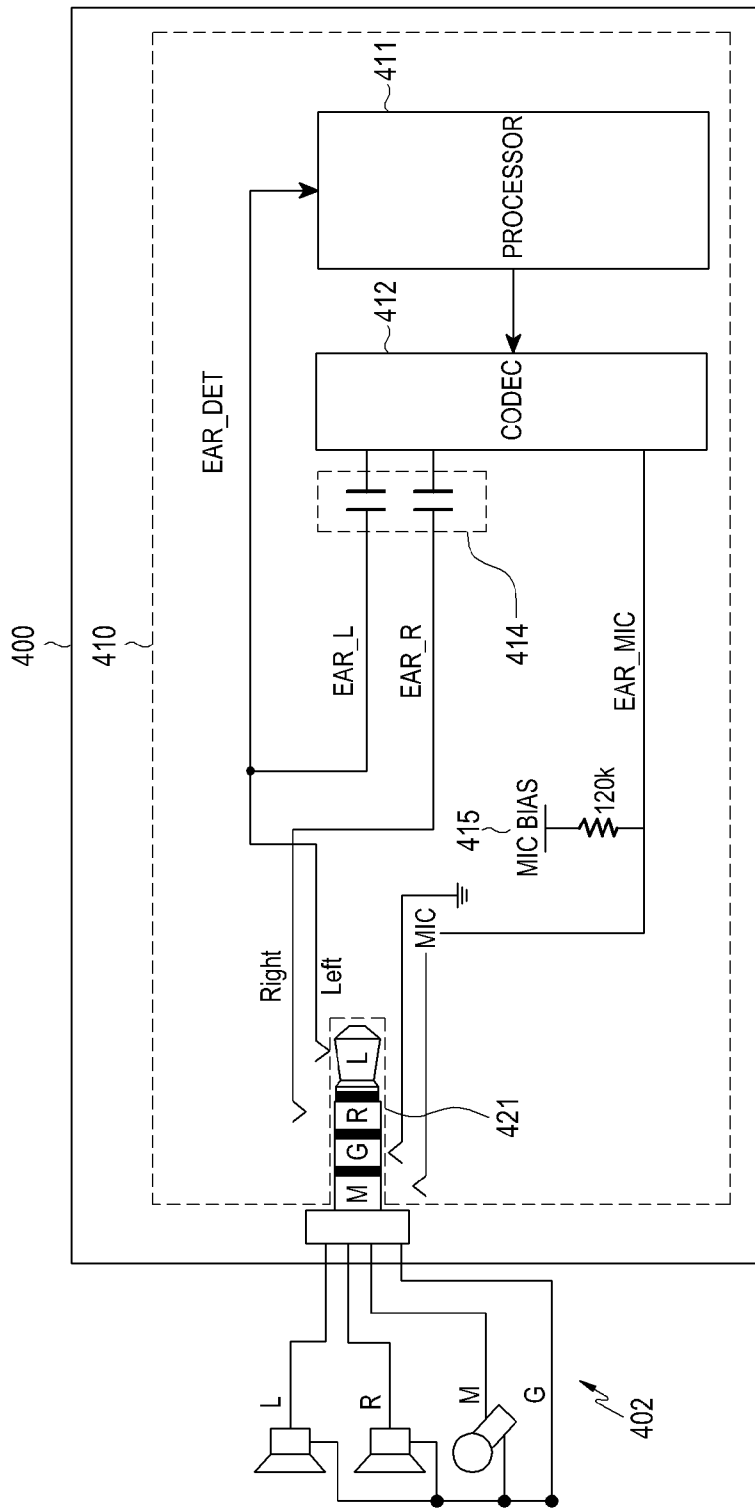 400
410
EAR_DET
411
PROCESSOR
412
CODEC
EAR_L
EAR_R
414
Right
Left
L
R
G
M
421
MIC
415
MIC BIAS
120k
EAR_MIC
L
R
M
G
402